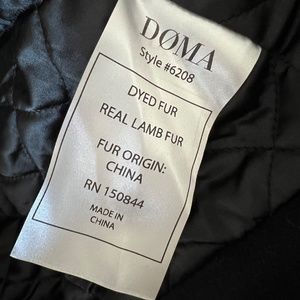 DØMA
Style #6208
DYED FUR
REAL LAMB FUR
FUR ORIGIN:
CHINA
RN 150844
MADE IN
CHINA